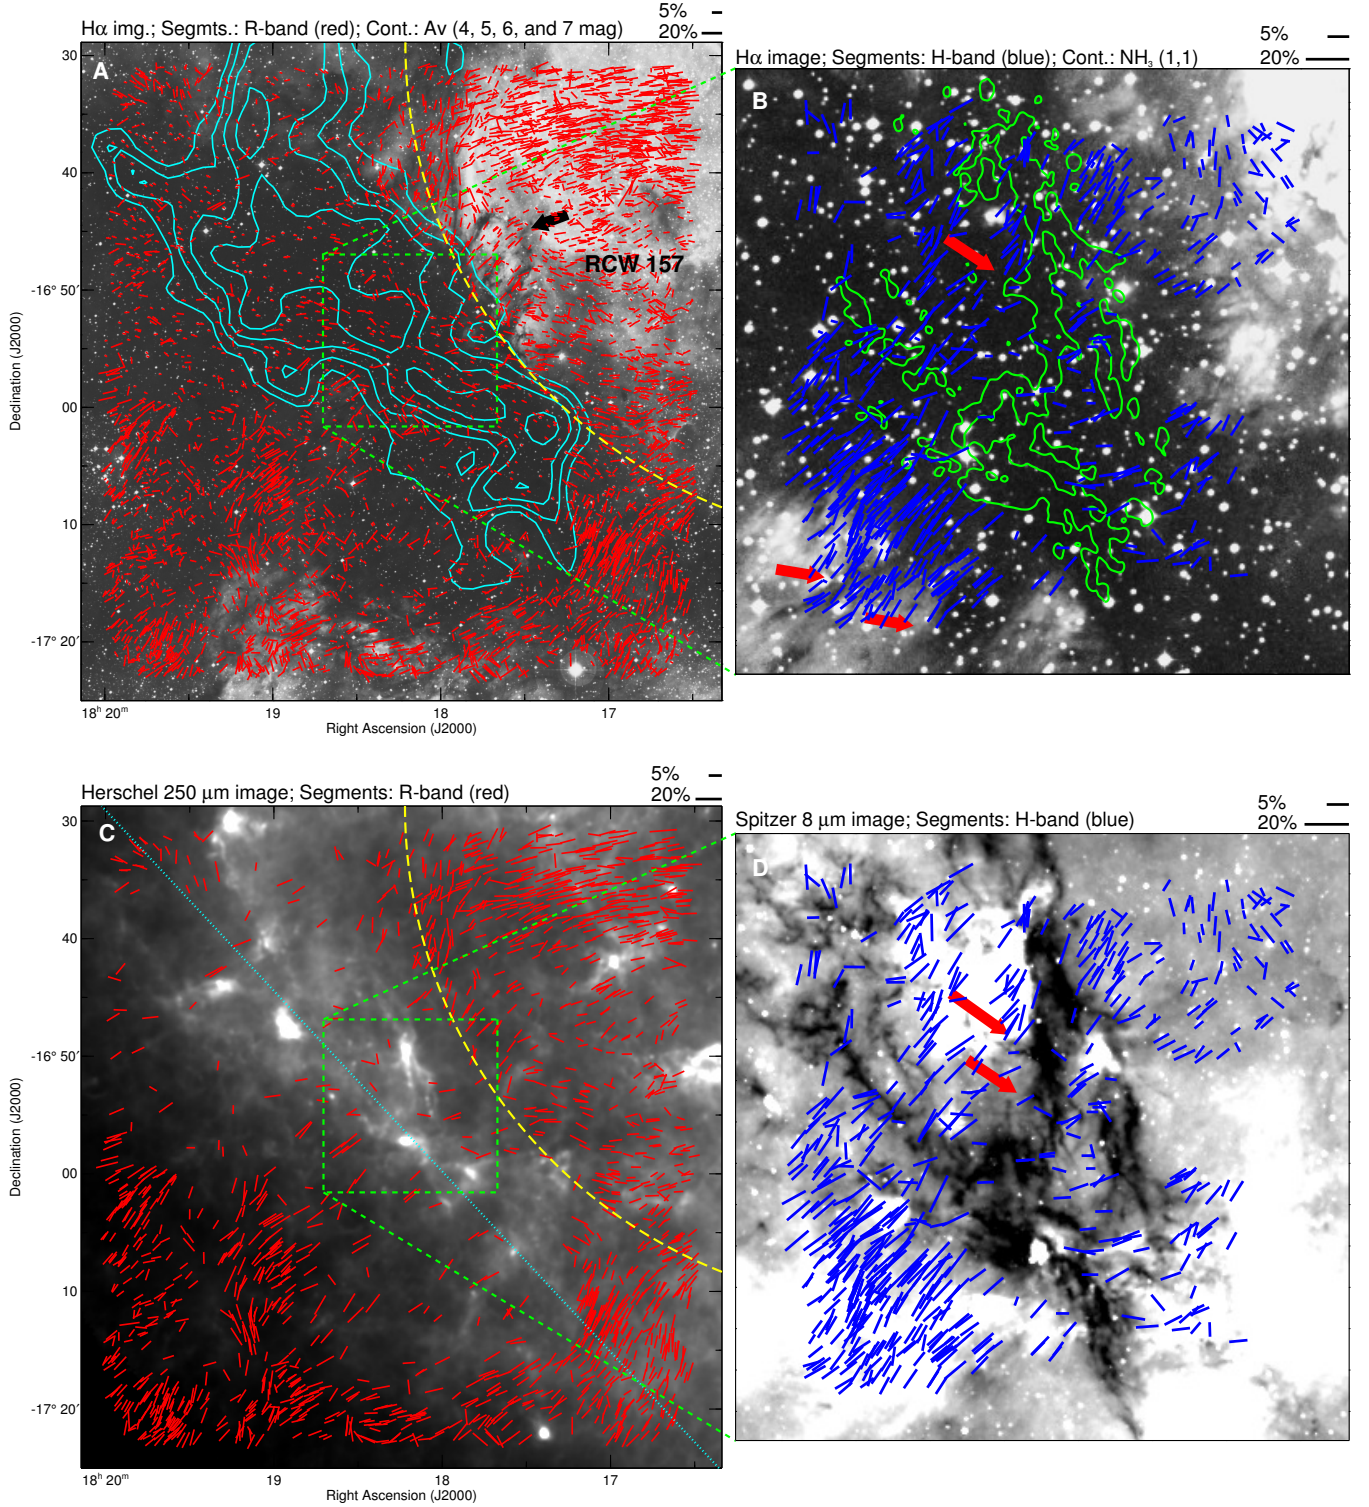 5%
20%
Hα img.; Segmts.: R-band (red); Cont.: Av (4, 5, 6, and 7 mag)
A
RCW 157
30
40
-16° 50′
00
10
-17° 20′
Declination (J2000)
18ʰ 20ᵐ
19
18
17
Right Ascension (J2000)
5%
20%
Hα image; Segments: H-band (blue); Cont.: NH₃ (1,1)
B
5%
20%
Herschel 250 μm image; Segments: R-band (red)
C
30
40
-16° 50′
00
10
-17° 20′
Declination (J2000)
18ʰ 20ᵐ
19
18
17
Right Ascension (J2000)
5%
20%
Spitzer 8 μm image; Segments: H-band (blue)
D